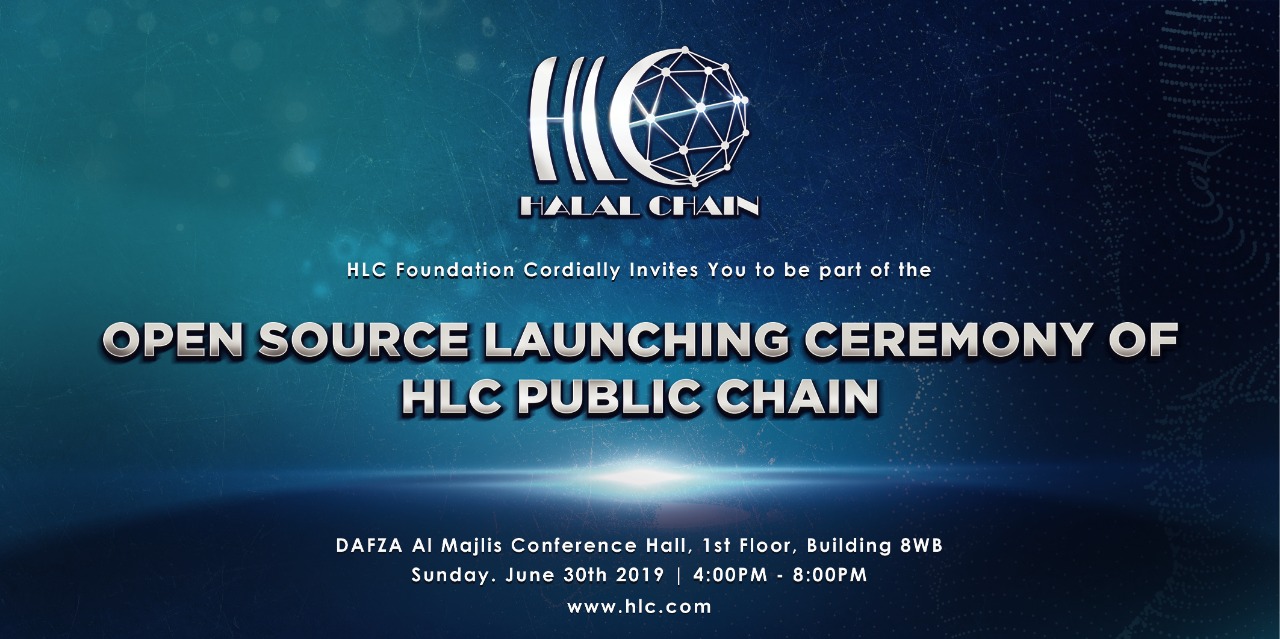 HLC
HALAL CHAIN
HLC Foundation Cordially Invites You to be part of the
OPEN SOURCE LAUNCHING CEREMONY OF
HLC PUBLIC CHAIN
DAFZA Al Majlis Conference Hall, 1st Floor, Building 8WB
Sunday. June 30th 2019 | 4:00PM - 8:00PM
www.hlc.com